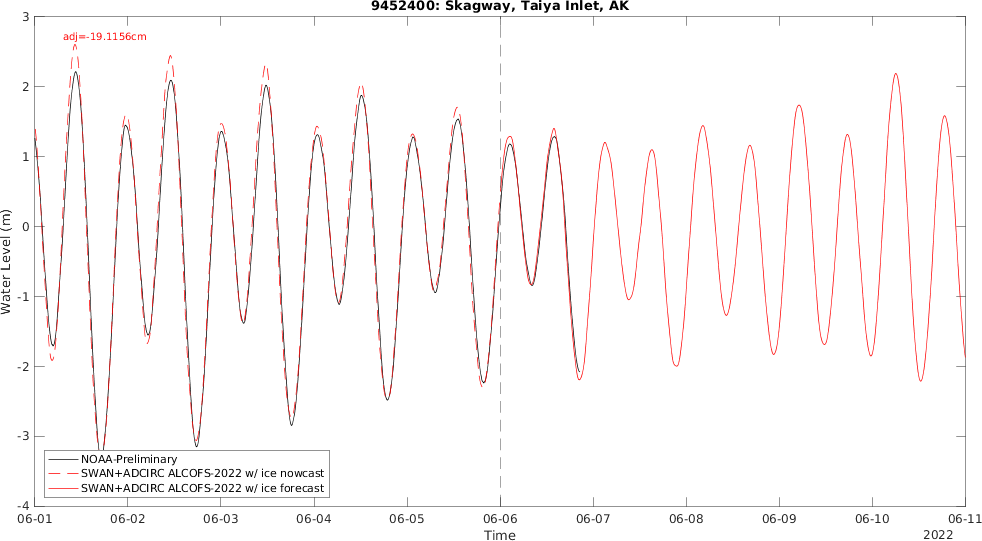 9452400: Skagway, Taiya Inlet, AK
adj=-19.1156cm
3
2
1
0
-1
-2
-3
-4
Water Level (m)
NOAA-Preliminary
SWAN+ADCIRC ALCOFS-2022 w/ ice nowcast
SWAN+ADCIRC ALCOFS-2022 w/ ice forecast
06-01 06-02 06-03 06-04 06-05 06-06 06-07 06-08 06-09 06-10 06-11
Time
2022